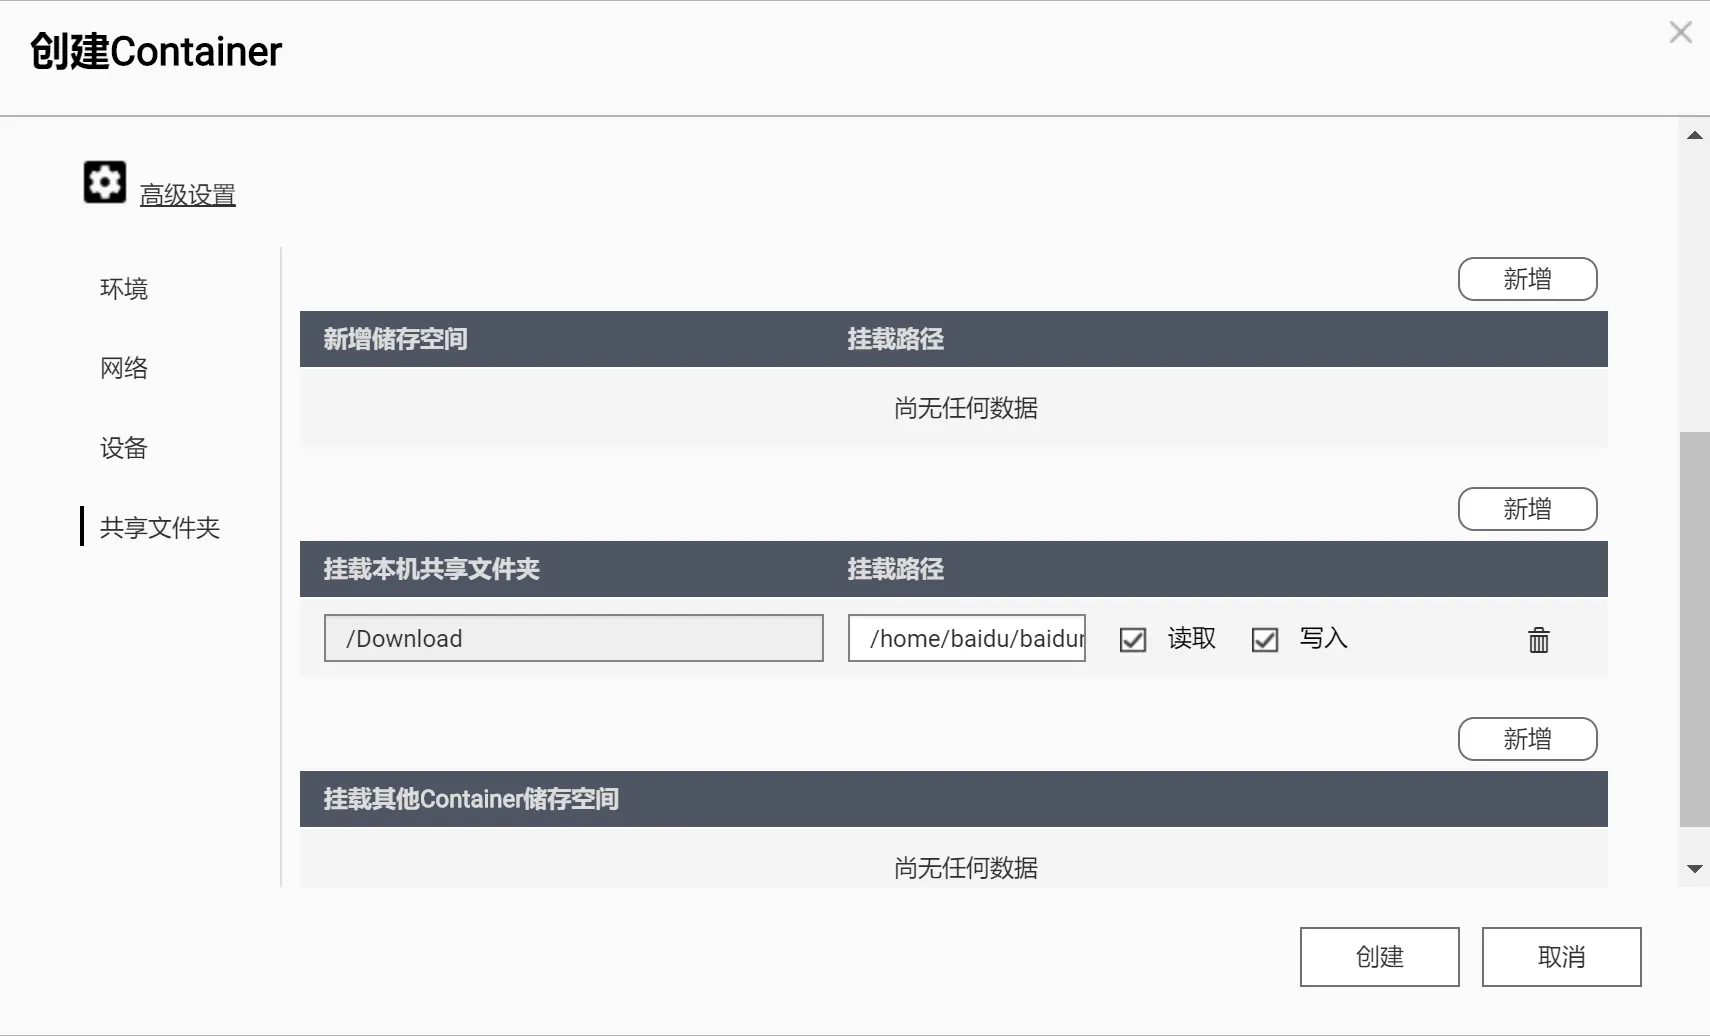 创建Container
高级设置
环境
网络
设备
共享文件夹
新增
新增储存空间 挂载路径
尚无任何数据
新增
挂载本机共享文件夹 挂载路径
/Download /home/baidu/baidu 读取 写入
新增
挂载其他Container储存空间
尚无任何数据
创建 取消